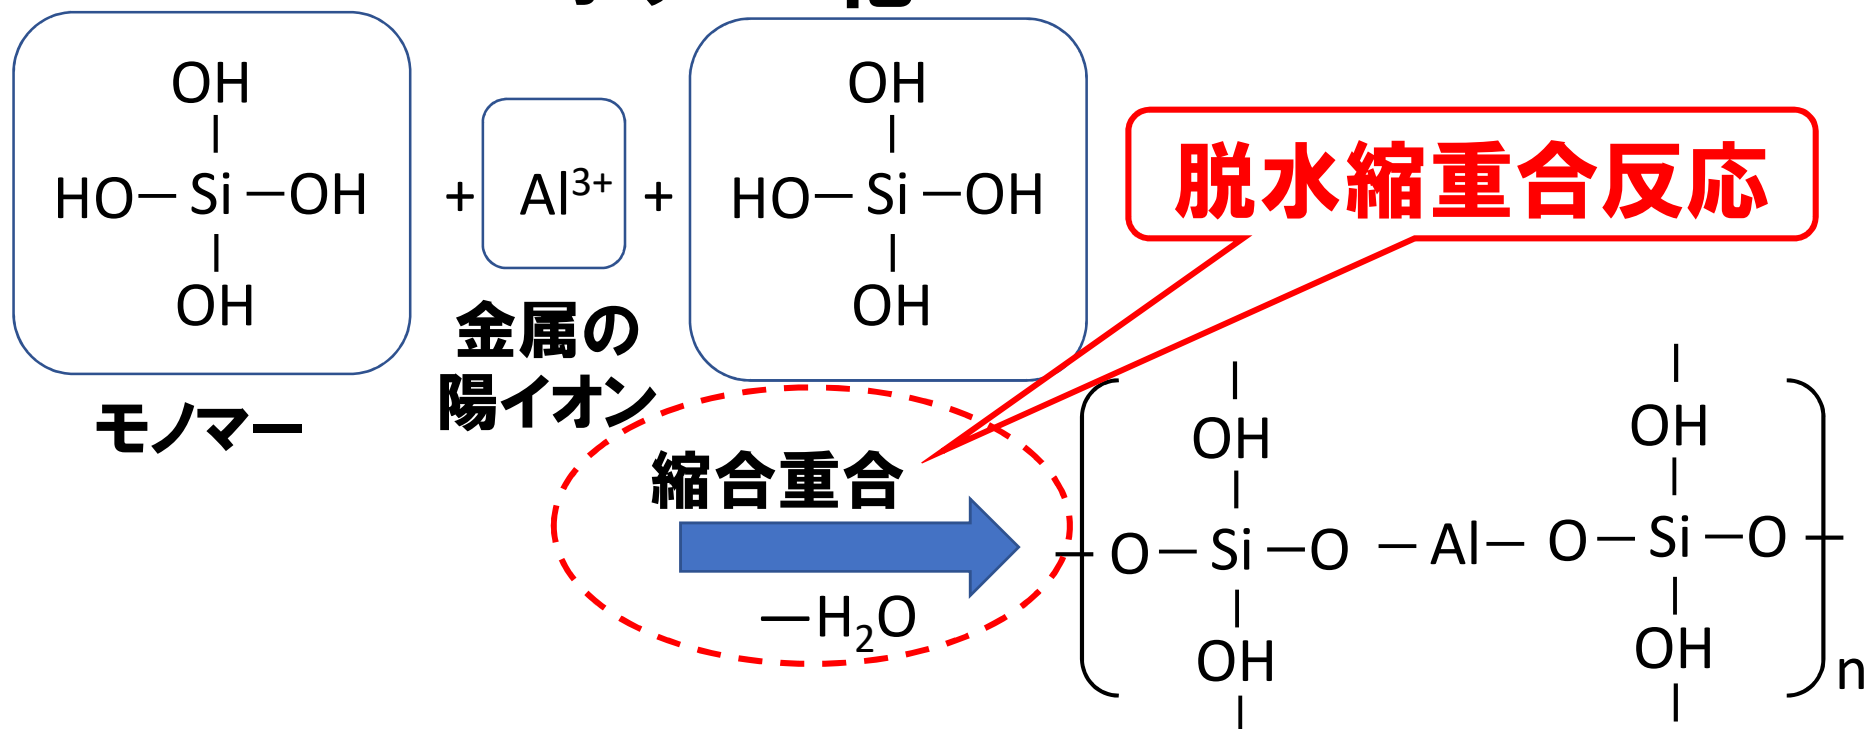 OH
HO—Si—OH
OH
+ Al³⁺ +
OH
HO—Si—OH
OH
脱水縮重合反応
金属の
陽イオン
モノマー
縮合重合
—H₂O
OH OH
—O—Si—O—Al—O—Si—O—
OH OH
n